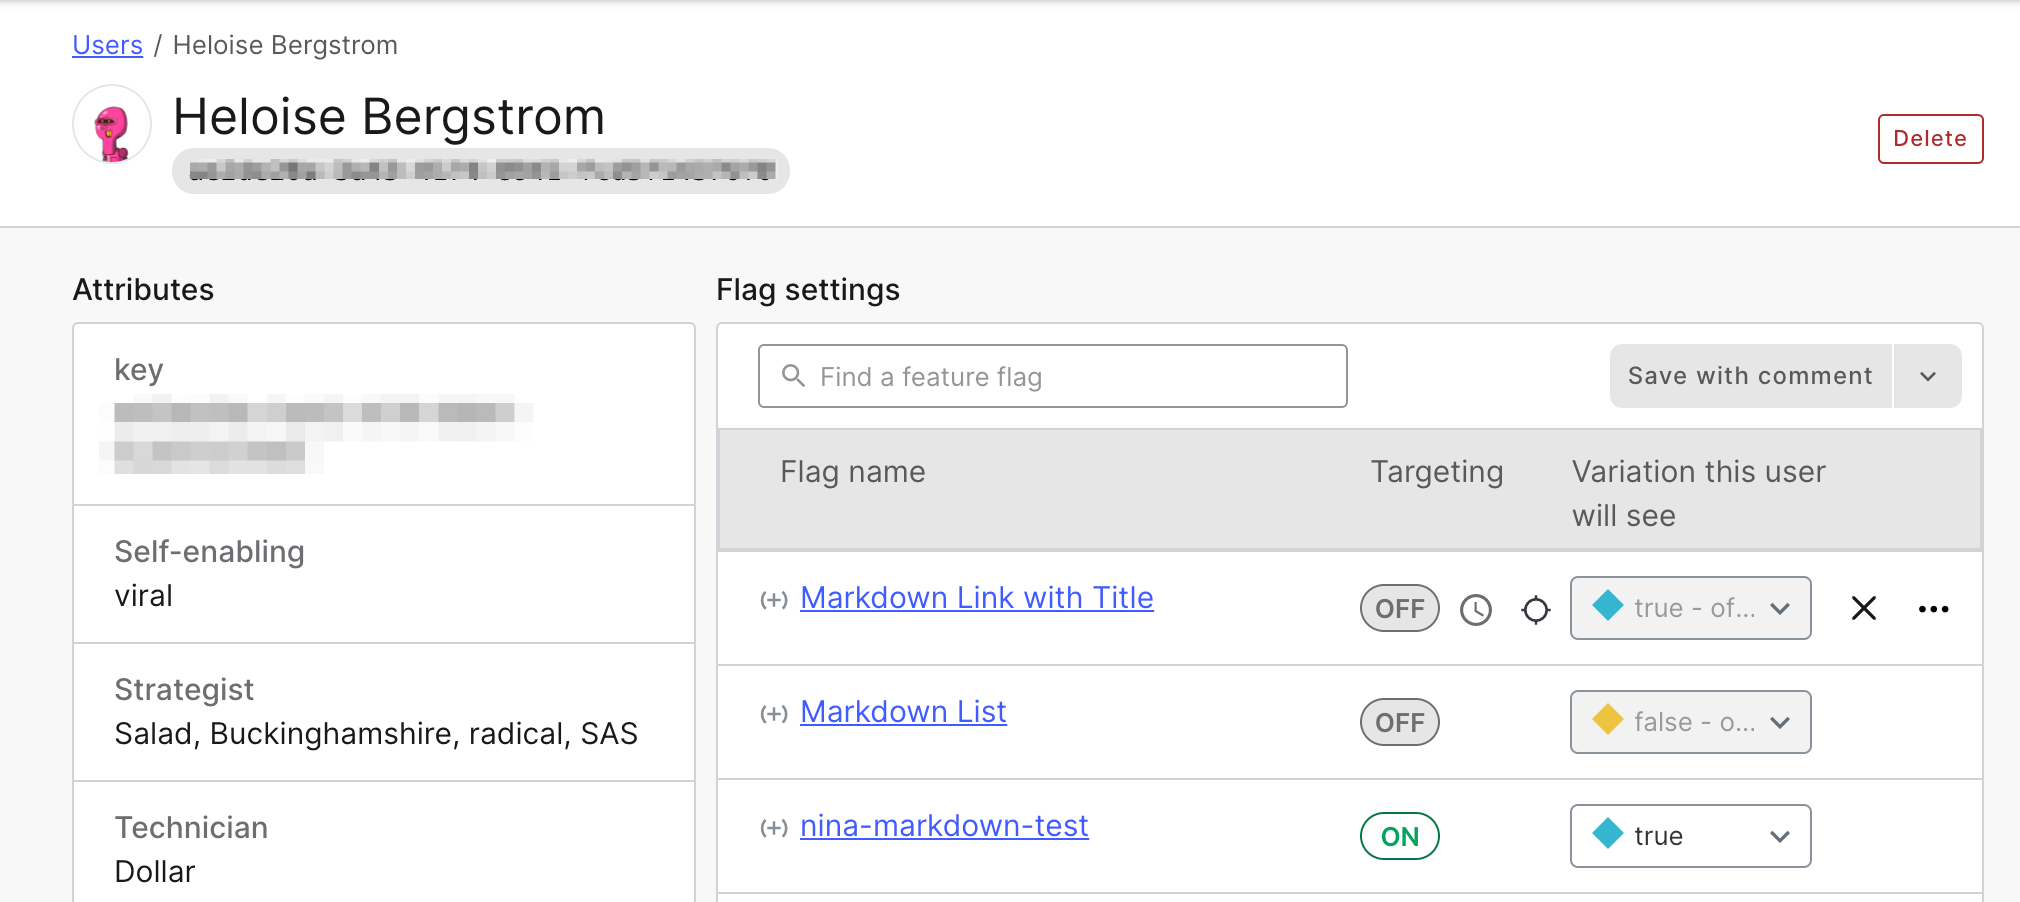 Users / Heloise Bergstrom
Heloise Bergstrom
Delete
Attributes
key
Self-enabling
viral
Strategist
Salad, Buckinghamshire, radical, SAS
Technician
Dollar
Flag settings
Find a feature flag
Save with comment
Flag name
Targeting
Variation this user
will see
(+) Markdown Link with Title
OFF
true - of...
(+) Markdown List
OFF
false - o...
(+) nina-markdown-test
ON
true